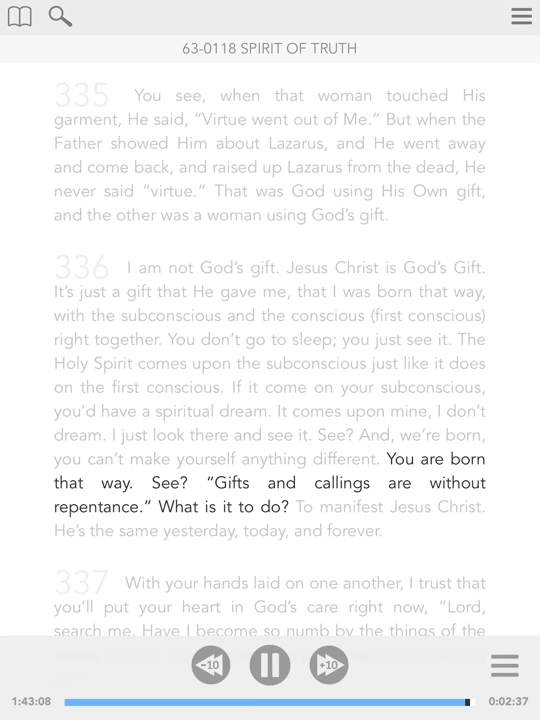 63-0118 SPIRIT OF TRUTH
335 You see, when that woman touched His
garment, He said, “Virtue went out of Me.” But when the
Father showed Him about Lazarus, and He went away
and come back, and raised up Lazarus from the dead, He
never said “virtue.” That was God using His Own gift,
and the other was a woman using God’s gift.
336 I am not God’s gift. Jesus Christ is God’s Gift.
It’s just a gift that He gave me, that I was born that way,
with the subconscious and the conscious (first conscious)
right together. You don’t go to sleep; you just see it. The
Holy Spirit comes upon the subconscious just like it does
on the first conscious. If it come on your subconscious,
you’d have a spiritual dream. It comes upon mine, I don’t
dream. I just look there and see it. See? And, we’re born,
you can’t make yourself anything different. You are born
that way. See? “Gifts and callings are without
repentance.” What is it to do? To manifest Jesus Christ.
He’s the same yesterday, today, and forever.
337 With your hands laid on one another, I trust that
you’ll put your heart in God’s care right now, “Lord,
search me. Have I become so numb by the things of the
-10 +10
1:43:08 0:02:37